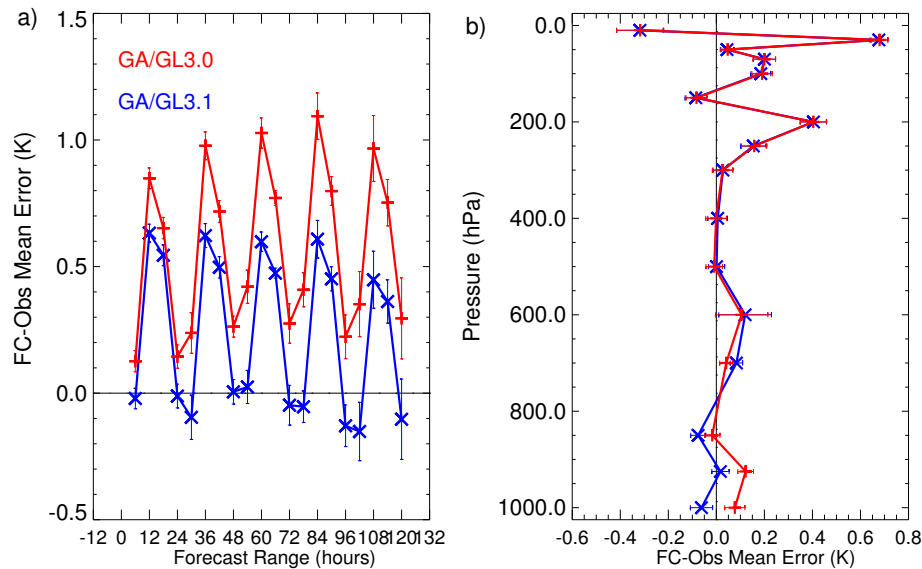 a)
GA/GL3.0
GA/GL3.1
FC-Obs Mean Error (K)
1.5
1.0
0.5
0.0
-0.5
-12 0 12 24 36 48 60 72 84 96 108 120 132
Forecast Range (hours)
b)
Pressure (hPa)
0.0
200.0
400.0
600.0
800.0
1000.0
-0.6 -0.4 -0.2 0.0 0.2 0.4 0.6 0.8
FC-Obs Mean Error (K)